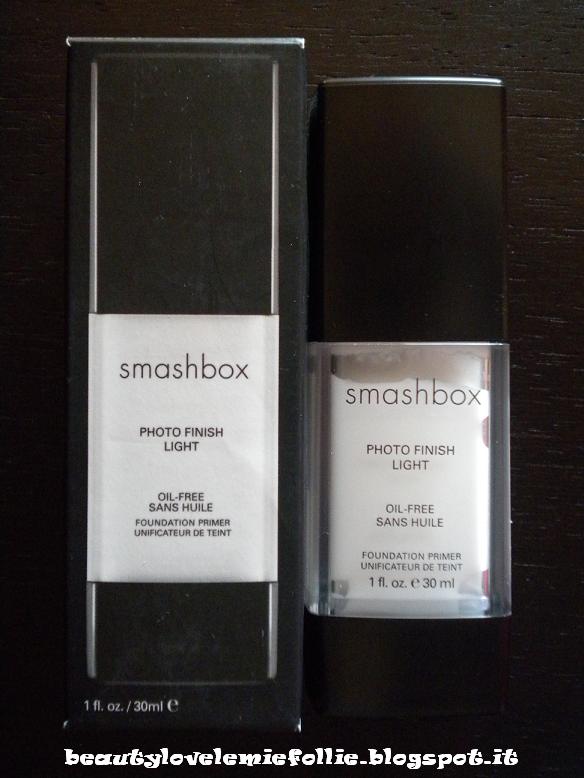 smashbox
PHOTO FINISH
LIGHT
OIL-FREE
SANS HUILE
FOUNDATION PRIMER
UNIFICATEUR DE TEINT
1 fl. oz. / 30ml ℮
smashbox
PHOTO FINISH
LIGHT
OIL-FREE
SANS HUILE
FOUNDATION PRIMER
UNIFICATEUR DE TEINT
1 fl. oz. ℮ 30 ml
beautylovelemiefollie.blogspot.it